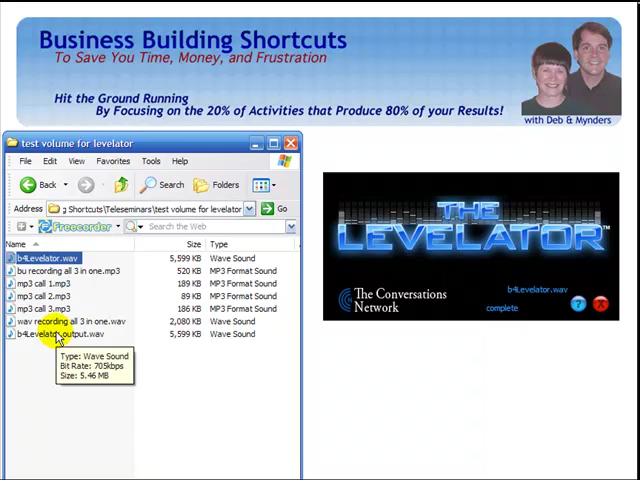 Business Building Shortcuts
To Save You Time, Money, and Frustration
Hit the Ground Running
By Focusing on the 20% of Activities that Produce 80% of your Results!
with Deb & Mynders
test volume for levelator
File Edit View Favorites Tools Help
Back Search Folders
Address g Shortcuts\Teleseminars\test volume for levelator Go
Freecorder Search the Web
Name Size Type
b4Levelator.wav 5,599 KB Wave Sound
bu recording all 3 in one.mp3 520 KB MP3 Format Sound
mp3 call 1.mp3 189 KB MP3 Format Sound
mp3 call 2.mp3 89 KB MP3 Format Sound
mp3 call 3.mp3 186 KB MP3 Format Sound
wav recording all 3 in one.wav 2,080 KB Wave Sound
b4Levelator.output.wav 5,599 KB Wave Sound
Type: Wave Sound
Bit Rate: 705kbps
Size: 5.46 MB
THE
LEVELATOR™
b4Levelator.wav
The Conversations
Network
complete
? X